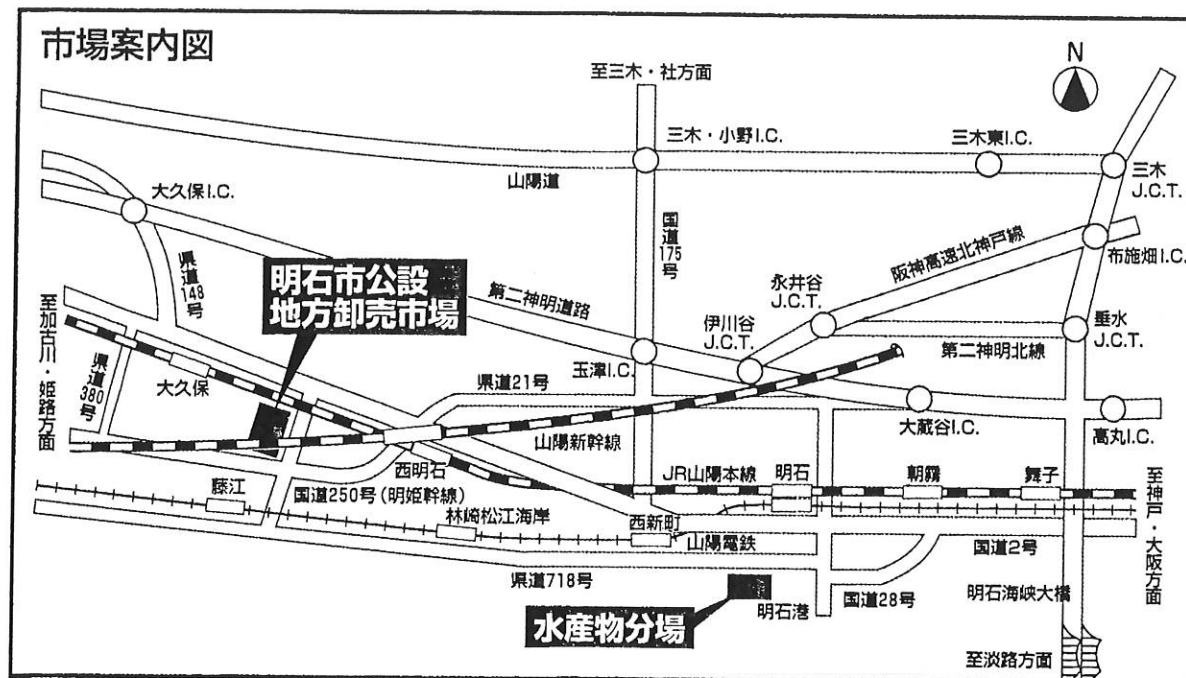 市場案内図
N
至三木・社方面
三木・小野I.C.
三木東I.C.
三木
J.C.T.
山陽道
大久保I.C.
国道175号
阪神高速北神戸線
布施畑I.C.
県道148号
明石市公設
地方卸売市場
第二神明道路
永井谷
J.C.T.
伊川谷
J.C.T.
垂水
J.C.T.
第二神明北線
至加古川・姫路方面
県道380号
大久保
玉津I.C.
県道21号
大蔵谷I.C.
高丸I.C.
山陽新幹線
西明石
JR山陽本線
明石
朝霧
舞子
至神戸・大阪方面
藤江
国道250号(明姫幹線)
林崎松江海岸
西新町
山陽電鉄
国道2号
県道718号
明石港
国道28号
明石海峡大橋
水産物分場
至淡路方面